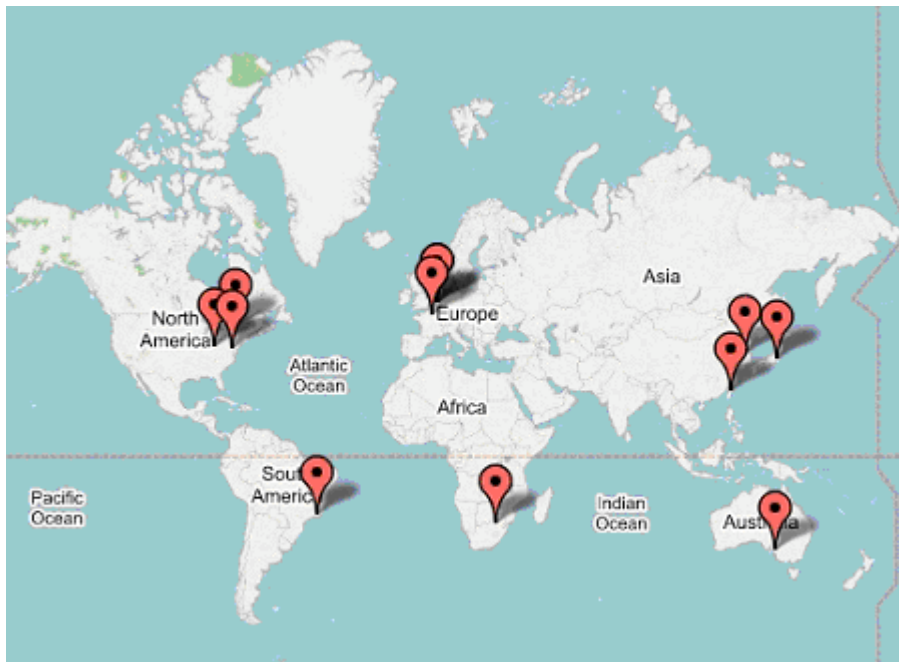 Asia
North
America
Europe
Atlantic
Ocean
Africa
South
America
Pacific
Ocean
Indian
Ocean
Australia